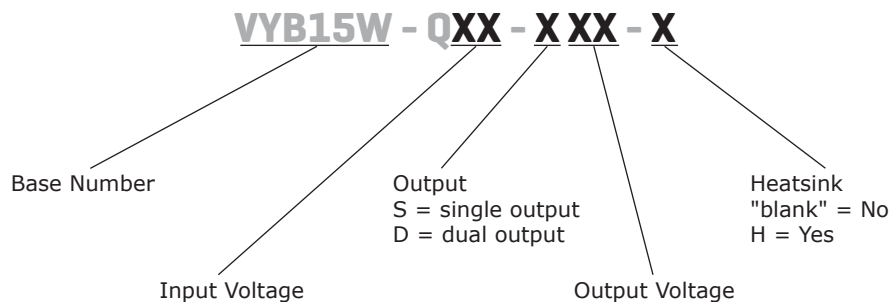 VYB15W - QXX - X XX - X
Base Number
Output
S = single output
D = dual output
Heatsink
"blank" = No
H = Yes
Input Voltage
Output Voltage